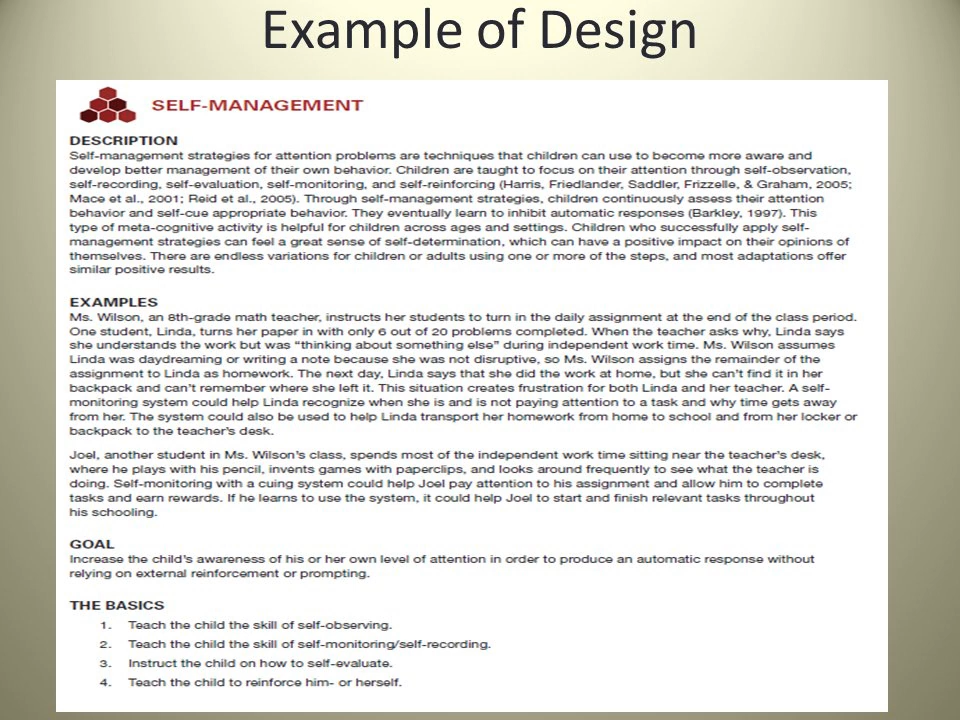 Example of Design
SELF-MANAGEMENT
DESCRIPTION
Self-management strategies for attention problems are techniques that children can use to become more aware and
develop better management of their own behavior. Children are taught to focus on their attention through self-observation,
self-recording, self-evaluation, self-monitoring, and self-reinforcing (Harris, Friedlander, Saddler, Frizzelle, & Graham, 2005;
Mace et al., 2001; Reid et al., 2005). Through self-management strategies, children continuously assess their attention
behavior and self-cue appropriate behavior. They eventually learn to inhibit automatic responses (Barkley, 1997). This
type of meta-cognitive activity is helpful for children across ages and settings. Children who successfully apply self-
management strategies can feel a great sense of self-determination, which can have a positive impact on their opinions of
themselves. There are endless variations for children or adults using one or more of the steps, and most adaptations offer
similar positive results.
EXAMPLES
Ms. Wilson, an 8th-grade math teacher, instructs her students to turn in the daily assignment at the end of the class period.
One student, Linda, turns her paper in with only 6 out of 20 problems completed. When the teacher asks why, Linda says
she understands the work but was “thinking about something else” during independent work time. Ms. Wilson assumes
Linda was daydreaming or writing a note because she was not disruptive, so Ms. Wilson assigns the remainder of the
assignment to Linda as homework. The next day, Linda says that she did the work at home, but she can’t find it in her
backpack and can’t remember where she left it. This situation creates frustration for both Linda and her teacher. A self-
monitoring system could help Linda recognize when she is and is not paying attention to a task and why time gets away
from her. The system could also be used to help Linda transport her homework from home to school and from her locker or
backpack to the teacher’s desk.
Joel, another student in Ms. Wilson’s class, spends most of the independent work time sitting near the teacher’s desk,
where he plays with his pencil, invents games with paperclips, and looks around frequently to see what the teacher is
doing. Self-monitoring with a cuing system could help Joel pay attention to his assignment and allow him to complete
tasks and earn rewards. If he learns to use the system, it could help Joel to start and finish relevant tasks throughout
his schooling.
GOAL
Increase the child’s awareness of his or her own level of attention in order to produce an automatic response without
relying on external reinforcement or prompting.
THE BASICS
1. Teach the child the skill of self-observing.
2. Teach the child the skill of self-monitoring/self-recording.
3. Instruct the child on how to self-evaluate.
4. Teach the child to reinforce him- or herself.